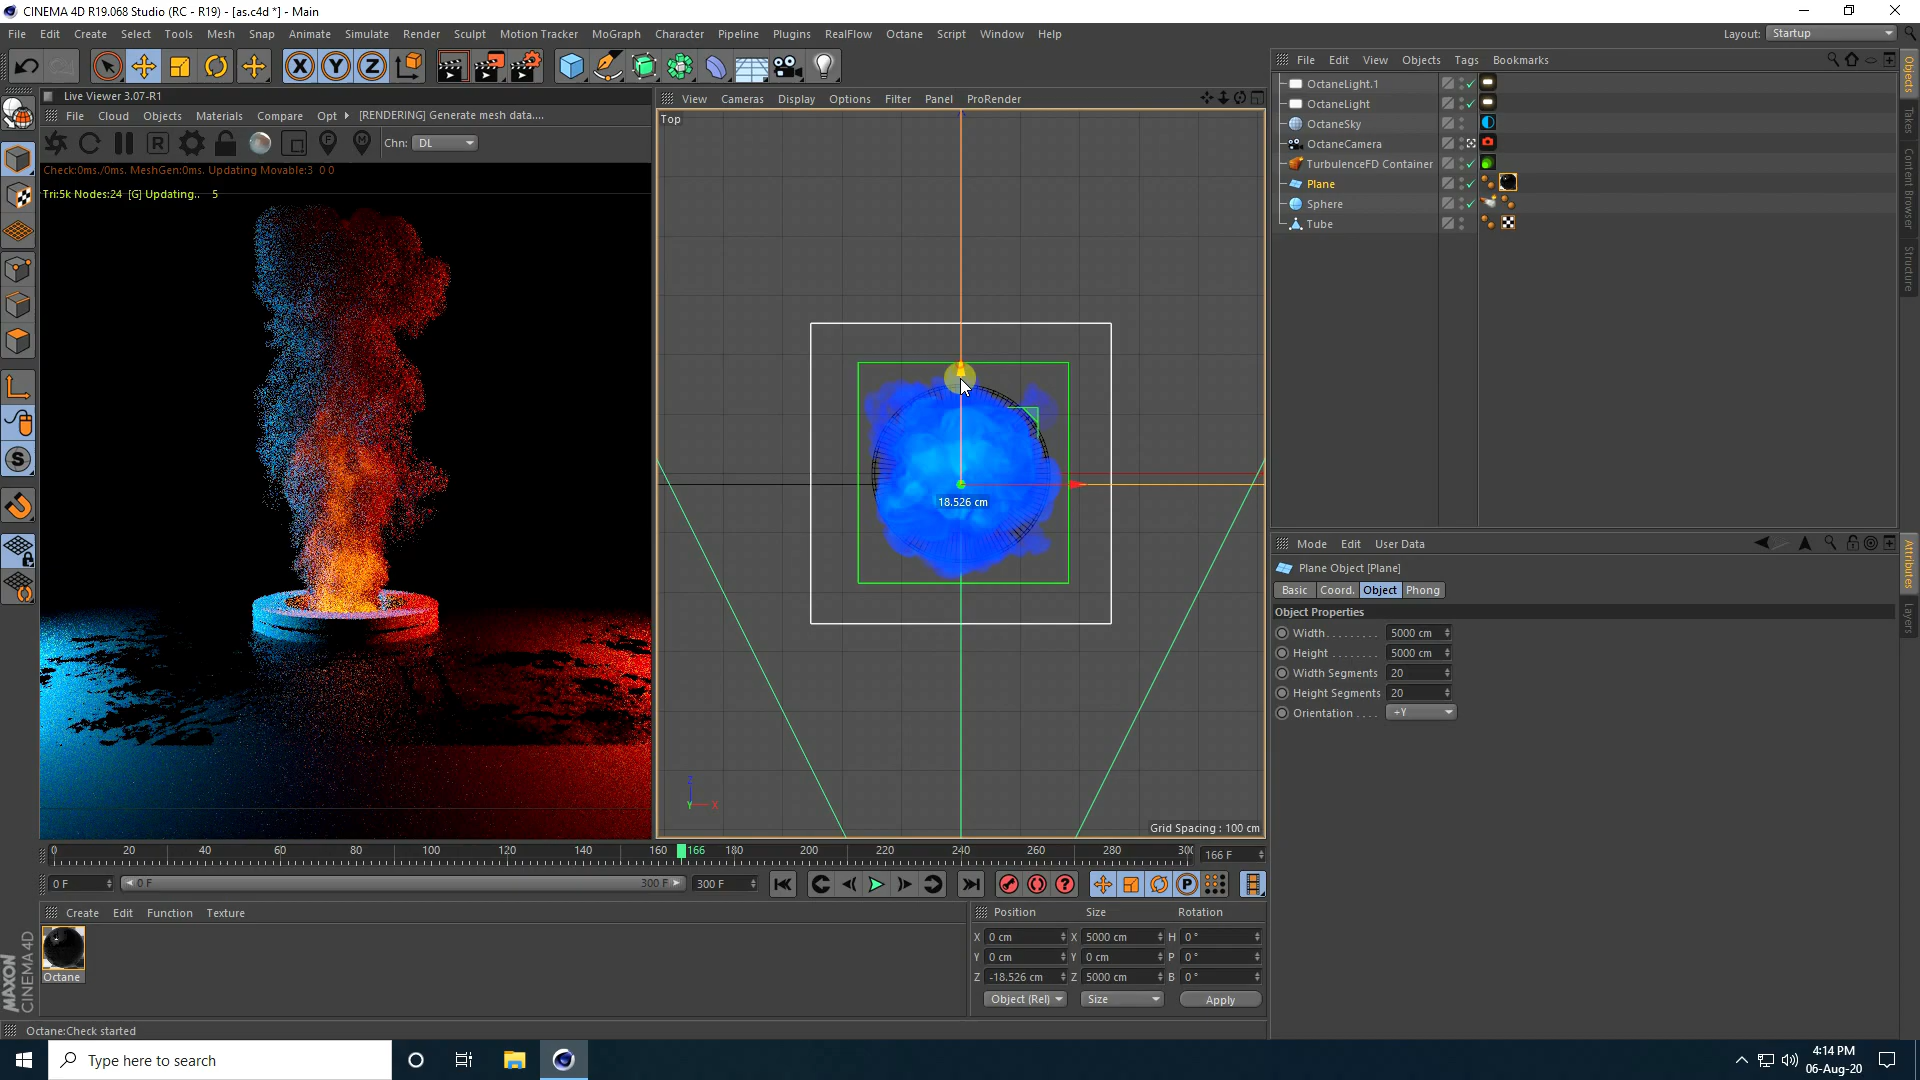 CINEMA 4D R19.068 Studio (RC - R19) - [as.c4d *] - Main
File Edit Create Select Tools Mesh Snap Animate Simulate Render Sculpt Motion Tracker MoGraph Character Pipeline Plugins RealFlow Octane Script Window Help
Layout: Startup
Live Viewer 3.07-R1
File Cloud Objects Materials Compare Opt [RENDERING] Generate mesh data....
Chn: DL
Check:0ms./0ms. MeshGen:0ms. Updating Movable:3 0 0
Tri:5k Nodes:24 [G] Updating.. 5
View Cameras Display Options Filter Panel ProRender
Top
18.526 cm
Z
Y X
Grid Spacing : 100 cm
File Edit View Objects Tags Bookmarks
OctaneLight.1
OctaneLight
OctaneSky
OctaneCamera
TurbulenceFD Container
Plane
Sphere
Tube
Objects
Takes
Content Browser
Structure
Mode Edit User Data
Plane Object [Plane]
Basic Coord. Object Phong
Object Properties
Width 5000 cm
Height 5000 cm
Width Segments 20
Height Segments 20
Orientation +Y
Attributes
Layers
0 20 40 60 80 100 120 140 160 166 180 200 220 240 260 280 300
166 F
0 F 0 F 300 F 300 F
Create Edit Function Texture
Octane
MAXON CINEMA 4D
Position Size Rotation
X 0 cm X 5000 cm H 0 °
Y 0 cm Y 0 cm P 0 °
Z -18.526 cm Z 5000 cm B 0 °
Object (Rel) Size Apply
Octane:Check started
Type here to search
4:14 PM
06-Aug-20